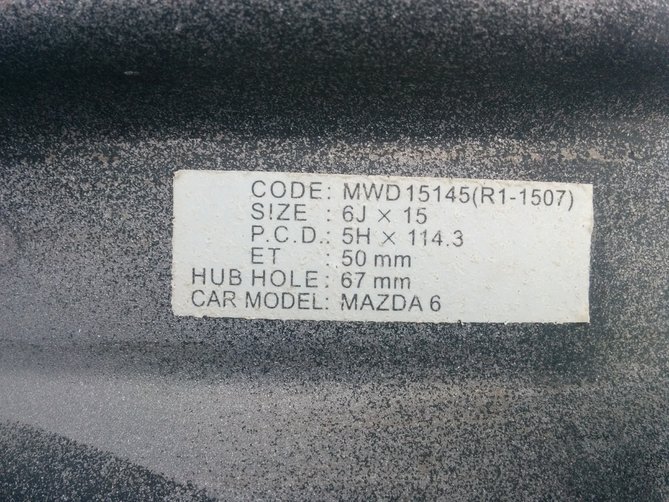 CODE: MWD15145(R1-1507)
SIZE : 6J × 15
P.C.D.: 5H × 114.3
ET : 50 mm
HUB HOLE: 67 mm
CAR MODEL: MAZDA 6